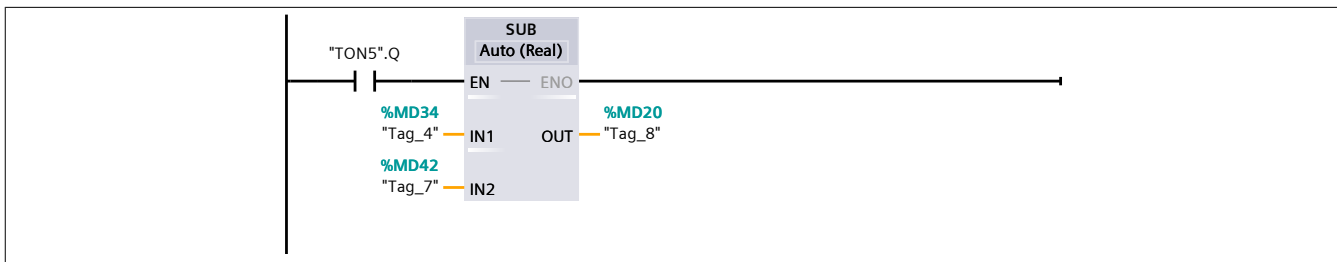 SUB
Auto (Real)
"TON5".Q
EN
ENO
%MD34
"Tag_4"
IN1
OUT
%MD20
"Tag_8"
%MD42
"Tag_7"
IN2